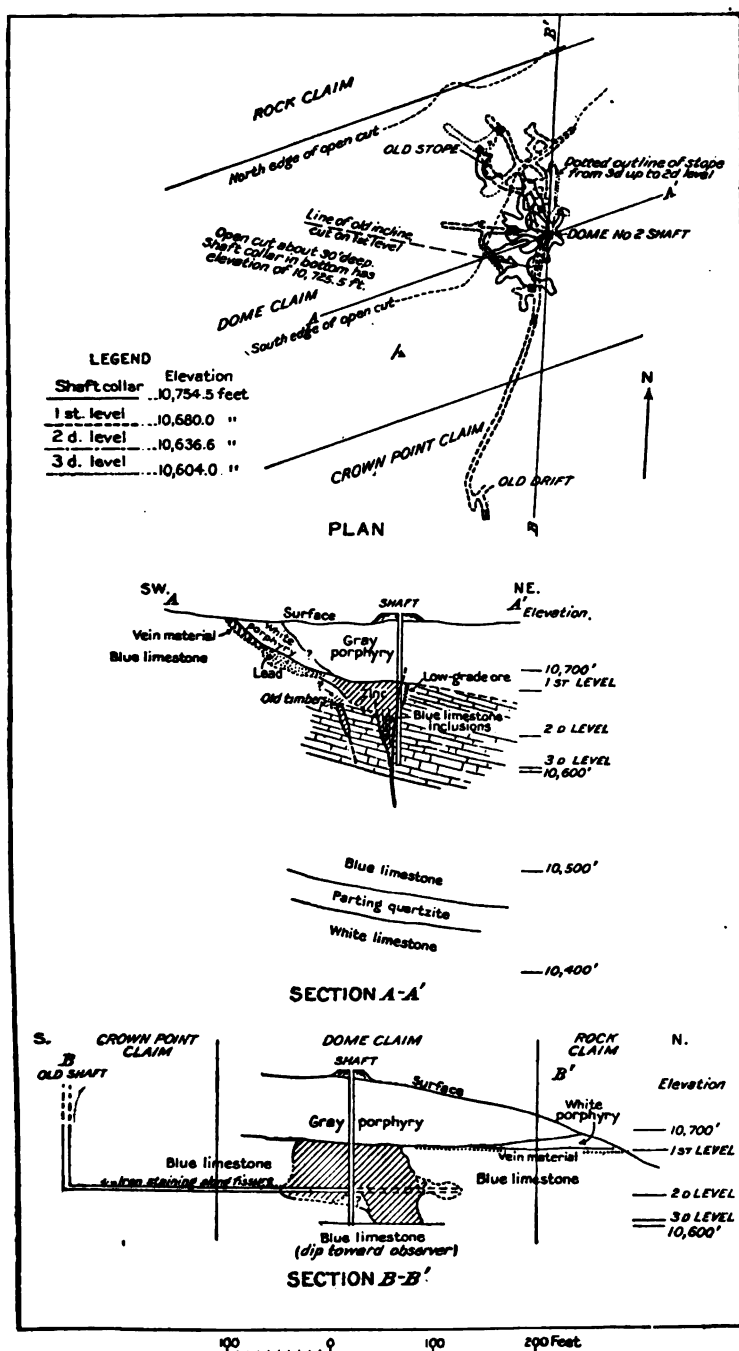 B'
ROCK CLAIM
North edge of open cut
OLD STOPE
Dotted outline of stope
from 3d up to 2d level
A'
Line of old incline
cut on 1st level
DOME No 2 SHAFT
Open cut about 30' deep.
Shaft collar in bottom has
elevation of 10,725.5 ft.
DOME CLAIM
A
South edge of open cut
LEGEND
Elevation
Shaft collar ..10,754.5 feet
1 st. level ...10,680.0 "
2 d. level ...10,636.6 "
3 d. level ....10,604.0 "
N
CROWN POINT CLAIM
OLD DRIFT
B
PLAN
SW.
A
NE.
A'
Elevation.
Surface
SHAFT
Vein material
White
porphyry
?
Gray
porphyry
Blue limestone
Lead
Low-grade ore
10,700'
1 ST LEVEL
Old timbers
?
Zinc
Blue limestone
inclusions
2 D LEVEL
3 D LEVEL
10,600'
Blue limestone
10,500'
Parting quartzite
White limestone
10,400'
SECTION A-A'
S.
CROWN POINT
CLAIM
DOME CLAIM
ROCK
CLAIM
N.
B
OLD SHAFT
SHAFT
B'
Surface
Elevation
White
porphyry
Gray porphyry
10,700'
Vein material
1 ST LEVEL
Blue limestone
Blue limestone
Iron staining along fissure
2 D LEVEL
3 D LEVEL
10,600'
Blue limestone
(dip toward observer)
SECTION B-B'
100 0 100 200 Feet